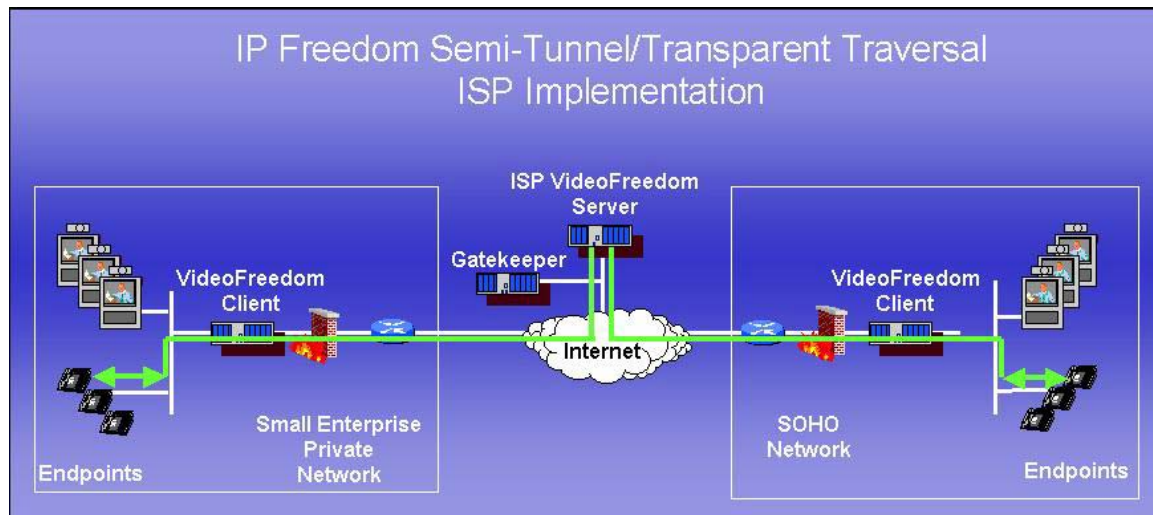 IP Freedom Semi-Tunnel/Transparent Traversal
ISP Implementation
ISP VideoFreedom
Server
Gatekeeper
VideoFreedom
Client
VideoFreedom
Client
Internet
Small Enterprise
Private
Network
SOHO
Network
Endpoints
Endpoints